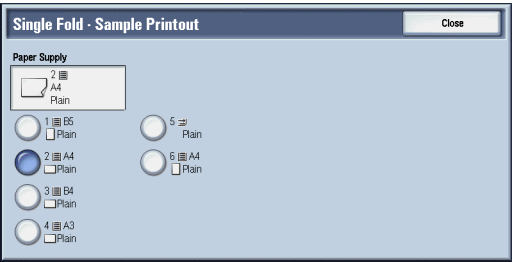 Single Fold - Sample Printout
Close
Paper Supply
2
A4
Plain
1 B5
Plain
2 A4
Plain
3 B4
Plain
4 A3
Plain
5
Plain
6 A4
Plain